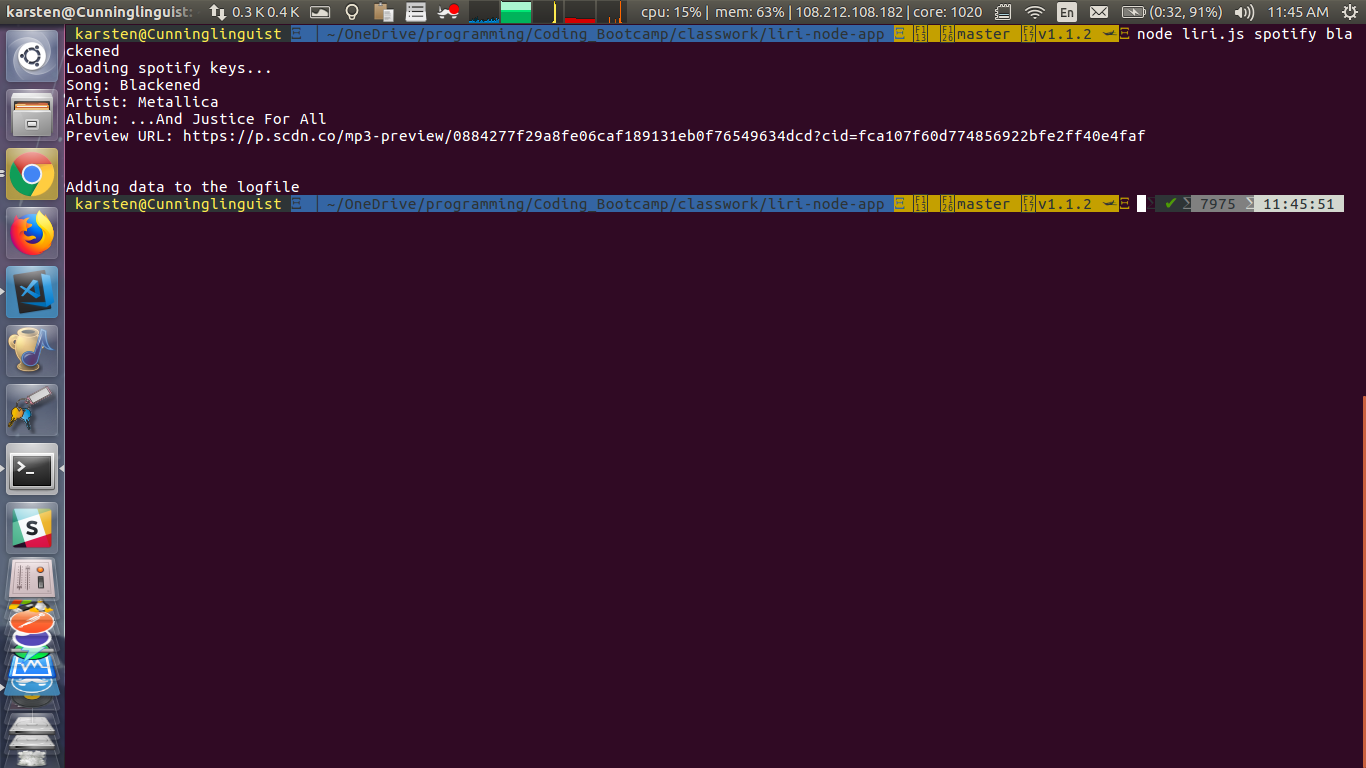 karsten@Cunninglinguist: 0.3 K 0.4 K cpu: 15% | mem: 63% | 108.212.108.182 | core: 1020 En (0:32, 91%) 11:45 AM
karsten@Cunninglinguist ~/OneDrive/programming/Coding_Bootcamp/classwork/liri-node-app master v1.1.2 node liri.js spotify bla
ckened
Loading spotify keys...
Song: Blackened
Artist: Metallica
Album: ...And Justice For All
Preview URL: https://p.scdn.co/mp3-preview/0884277f29a8fe06caf189131eb0f76549634dcd?cid=fca107f60d774856922bfe2ff40e4faf
Adding data to the logfile
karsten@Cunninglinguist ~/OneDrive/programming/Coding_Bootcamp/classwork/liri-node-app master v1.1.2 ✔ 7975 11:45:51
>_
S